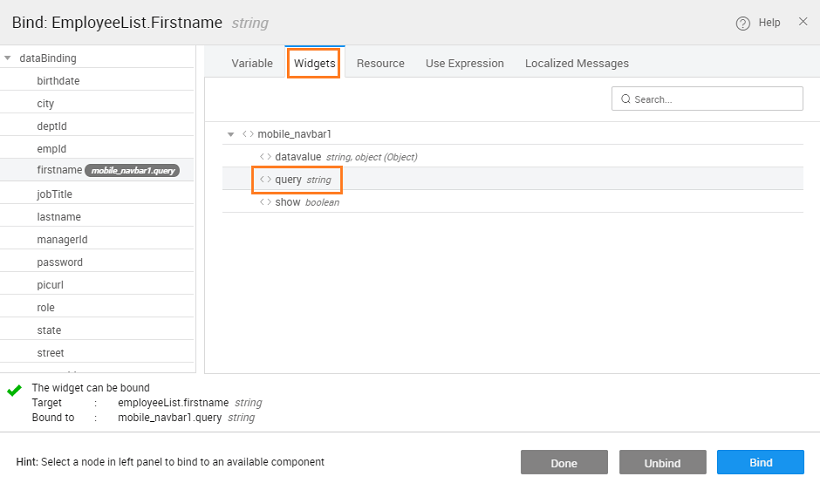 Bind: EmployeeList.Firstname string
Help
dataBinding
birthdate
city
deptId
empId
firstname mobile_navbar1.query
jobTitle
lastname
managerId
password
picurl
role
state
street
Variable Widgets Resource Use Expression Localized Messages
Search...
mobile_navbar1
datavalue string, object (Object)
query string
show boolean
The widget can be bound
Target : employeeList.firstname string
Bound to : mobile_navbar1.query string
Hint: Select a node in left panel to bind to an available component
Done Unbind Bind